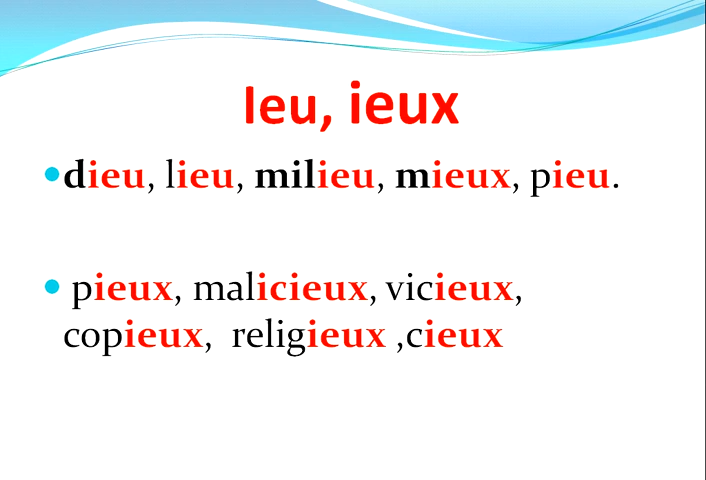 Ieu, ieux
•dieu, lieu, milieu, mieux, pieu.
• pieux, malicieux, vicieux,
copieux, religieux ,cieux